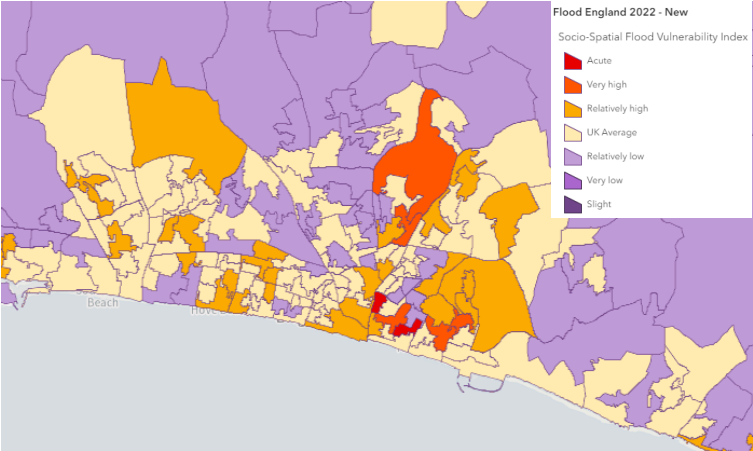 Flood England 2022 - New
Socio-Spatial Flood Vulnerability Index
Acute
Very high
Relatively high
UK Average
Relatively low
Very low
Slight
Beach
Hove